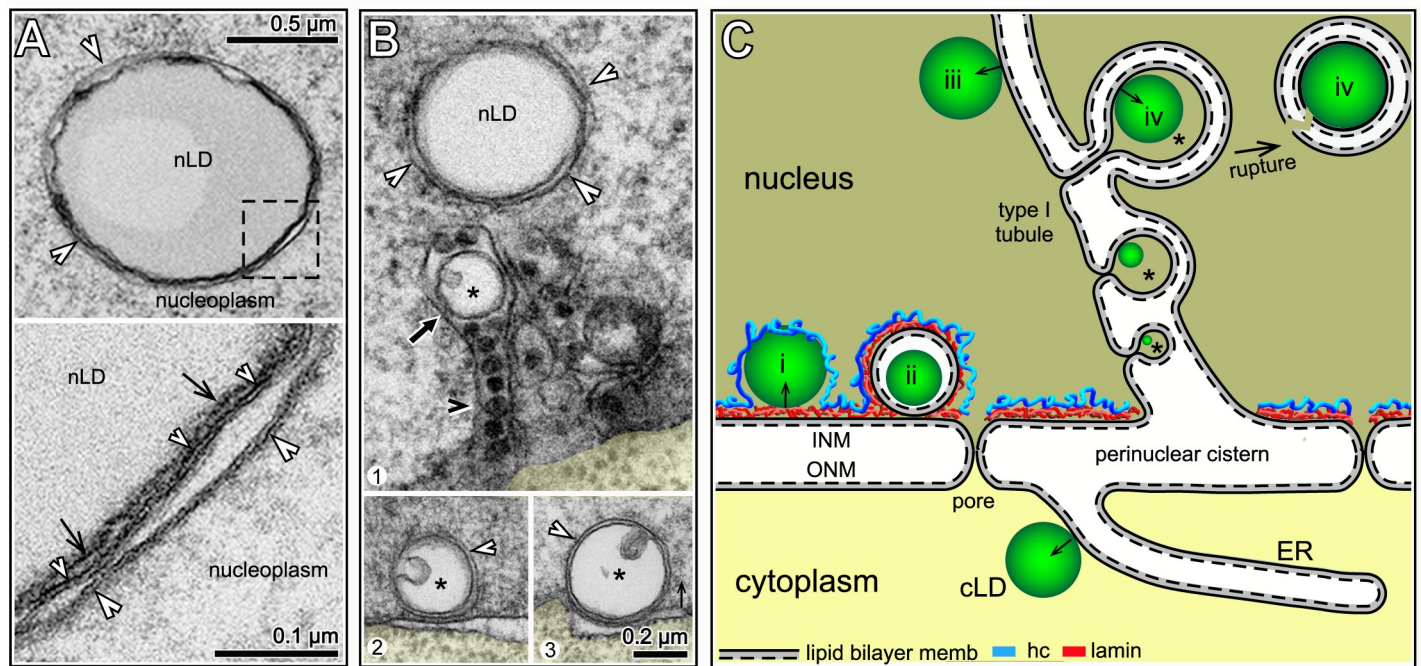 A
0.5 µm
nLD
nucleoplasm
nLD
nucleoplasm
0.1 µm
B
nLD
*
1
*
2
*
3
0.2 µm
C
iii
iv
*
iv
rupture
nucleus
type I
tubule
*
*
i
ii
INM
ONM
perinuclear cistern
pore
ER
cytoplasm
cLD
lipid bilayer memb
hc
lamin